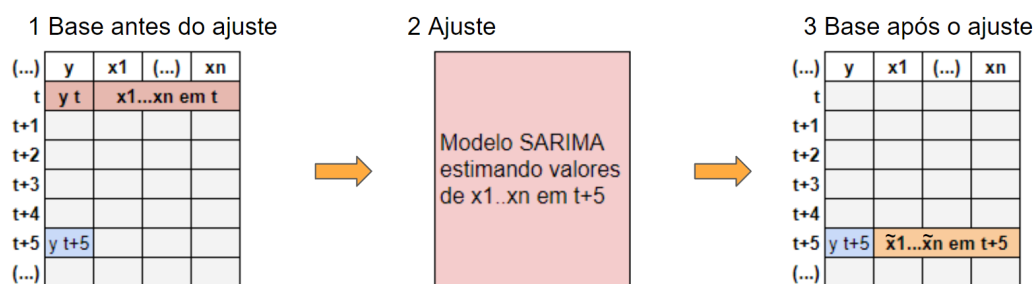 1 Base antes do ajuste
(...) y x1 (...) xn
t y t x1...xn em t
t+1
t+2
t+3
t+4
t+5 y t+5
(...)
2 Ajuste
Modelo SARIMA
estimando valores
de x1..xn em t+5
3 Base após o ajuste
(...) y x1 (...) xn
t
t+1
t+2
t+3
t+4
t+5 y t+5 x̃1...x̃n em t+5
(...)